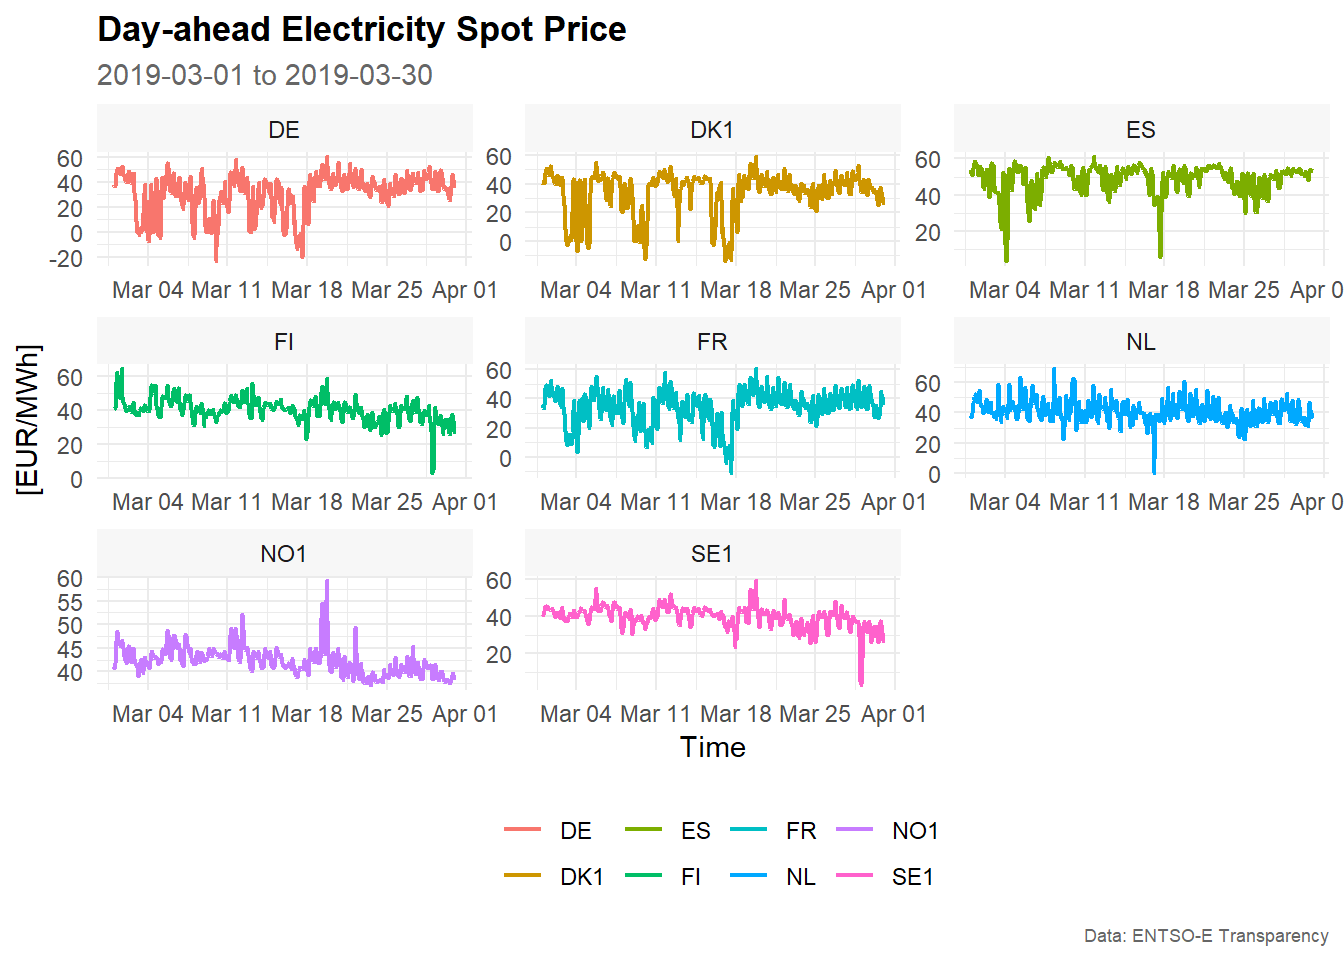 Day-ahead Electricity Spot Price
2019-03-01 to 2019-03-30
DE DK1 ES
60
40
20
0
-20
60
40
20
0
60
40
20
Mar 04 Mar 11 Mar 18 Mar 25 Apr 01 Mar 04 Mar 11 Mar 18 Mar 25 Apr 01 Mar 04 Mar 11 Mar 18 Mar 25 Apr 0
FI FR NL
60
40
20
0
60
40
20
0
60
40
20
0
Mar 04 Mar 11 Mar 18 Mar 25 Apr 01 Mar 04 Mar 11 Mar 18 Mar 25 Apr 01 Mar 04 Mar 11 Mar 18 Mar 25 Apr 0
[EUR/MWh]
NO1 SE1
60
55
50
45
40
60
40
20
Mar 04 Mar 11 Mar 18 Mar 25 Apr 01 Mar 04 Mar 11 Mar 18 Mar 25 Apr 01
Time
DE ES FR NO1
DK1 FI NL SE1
Data: ENTSO-E Transparency